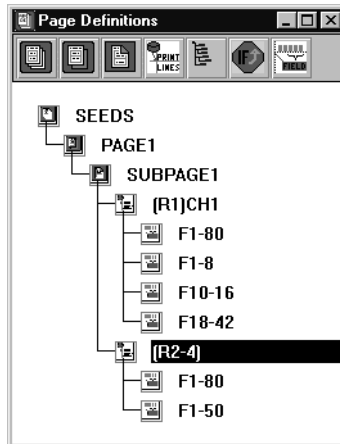 Page Definitions
PRINT
LINES
IF
FIELD
SEEDS
PAGE1
SUBPAGE1
(R1)CH1
F1-80
F1-8
F10-16
F18-42
(R2-4)
F1-80
F1-50